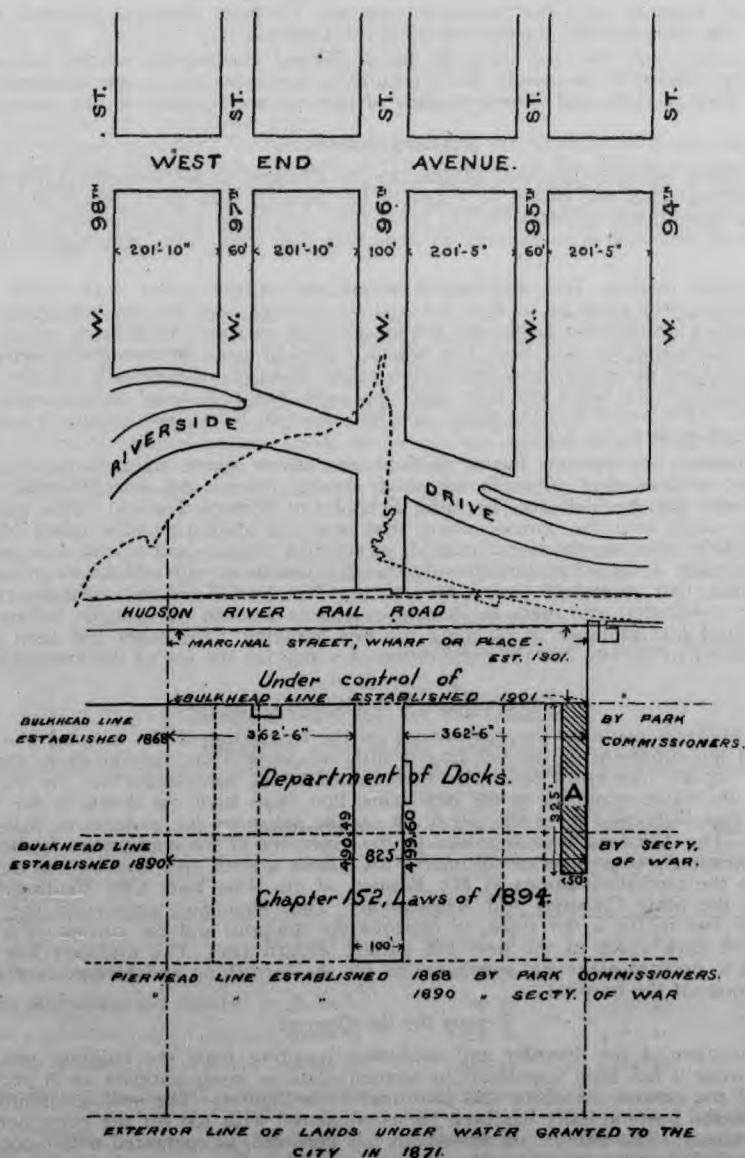 ST.
ST.
ST.
ST.
ST.
WEST END AVENUE.
98TH
97TH
96TH
95TH
94TH
201'-10"
60'
201'-10"
100'
201'-5"
60'
201'-5"
W.
W.
W.
W.
W.
RIVERSIDE
DRIVE
HUDSON RIVER RAIL ROAD
MARGINAL STREET, WHARF OR PLACE.
EST. 1901.
Under control of
BULKHEAD LINE ESTABLISHED 1901
BULKHEAD LINE
ESTABLISHED 1868
BY PARK
COMMISSIONERS.
362'-6"
362'-6"
Department of Docks.
A
325'
50'
490.49
499.60
BULKHEAD LINE
ESTABLISHED 1890
825'
BY SECTY.
OF WAR.
Chapter 152, Laws of 1894.
100'
PIERHEAD LINE ESTABLISHED 1868 BY PARK COMMISSIONERS.
" " " 1890 " SECTY. OF WAR
EXTERIOR LINE OF LANDS UNDER WATER GRANTED TO THE
CITY IN 1871.